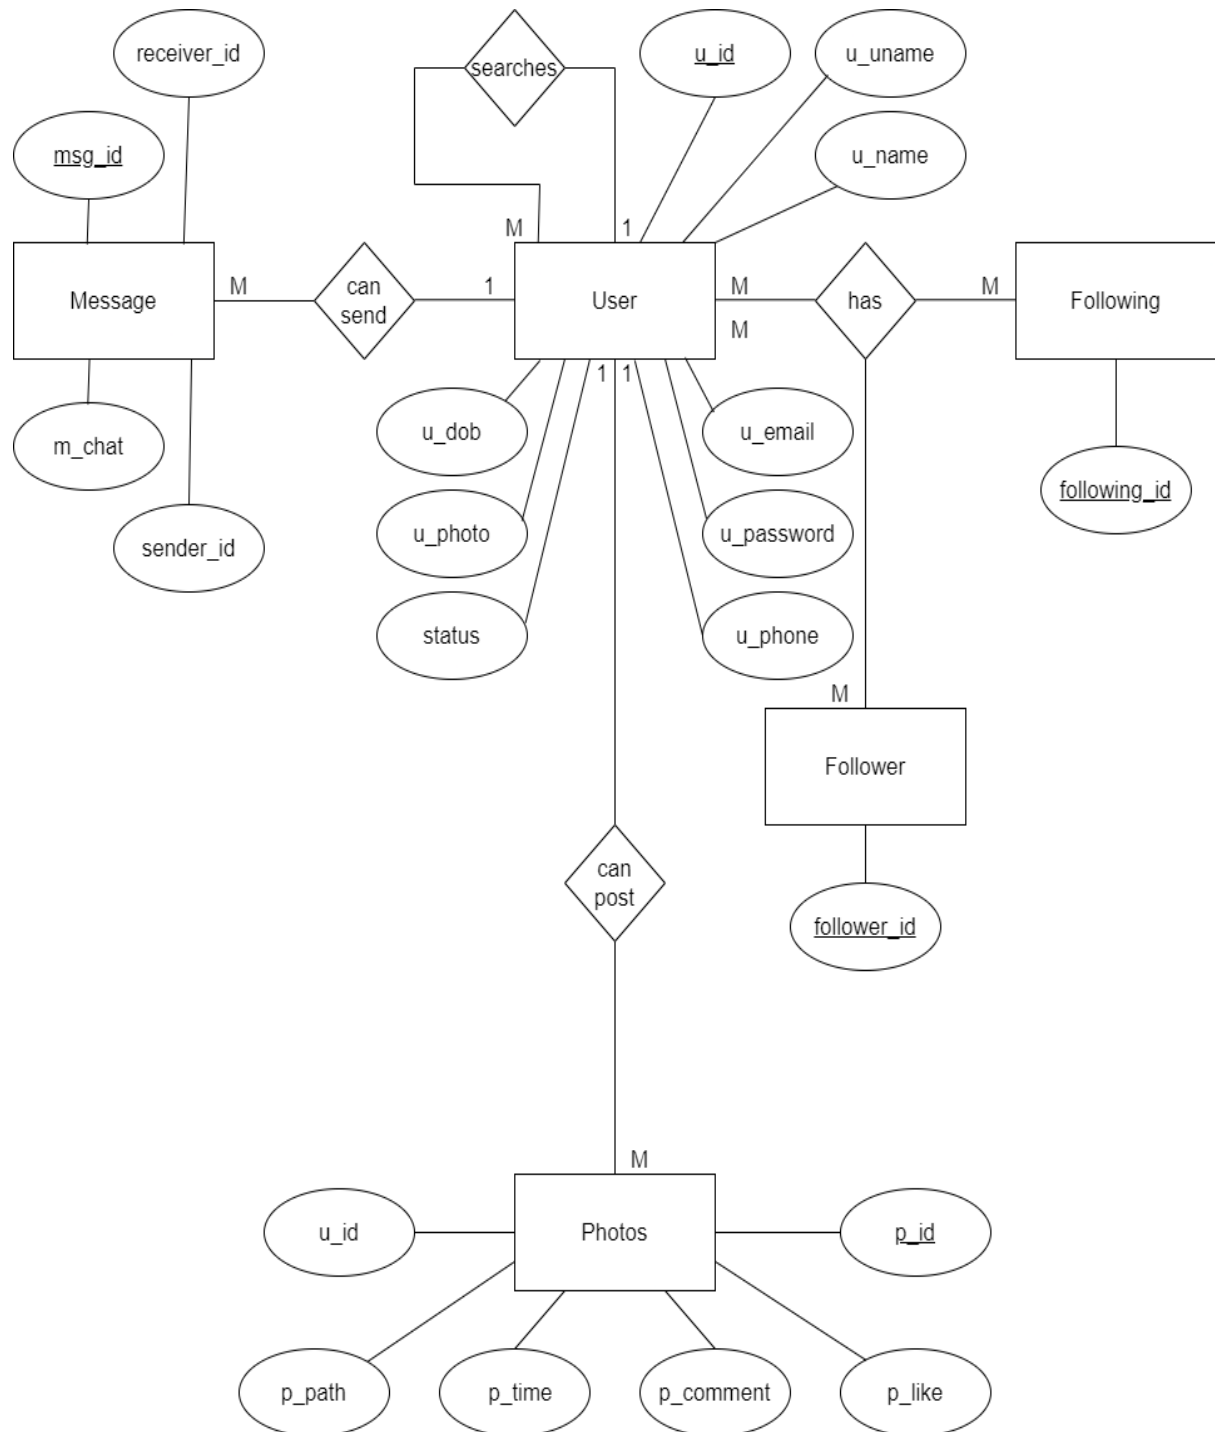 receiver_id
searches
u_id
u_uname
msg_id
u_name
M
1
Message
M
can
send
1
User
M
M
has
M
Following
1
1
u_dob
u_email
m_chat
following_id
u_photo
u_password
sender_id
status
u_phone
M
Follower
can
post
follower_id
M
u_id
Photos
p_id
p_path
p_time
p_comment
p_like